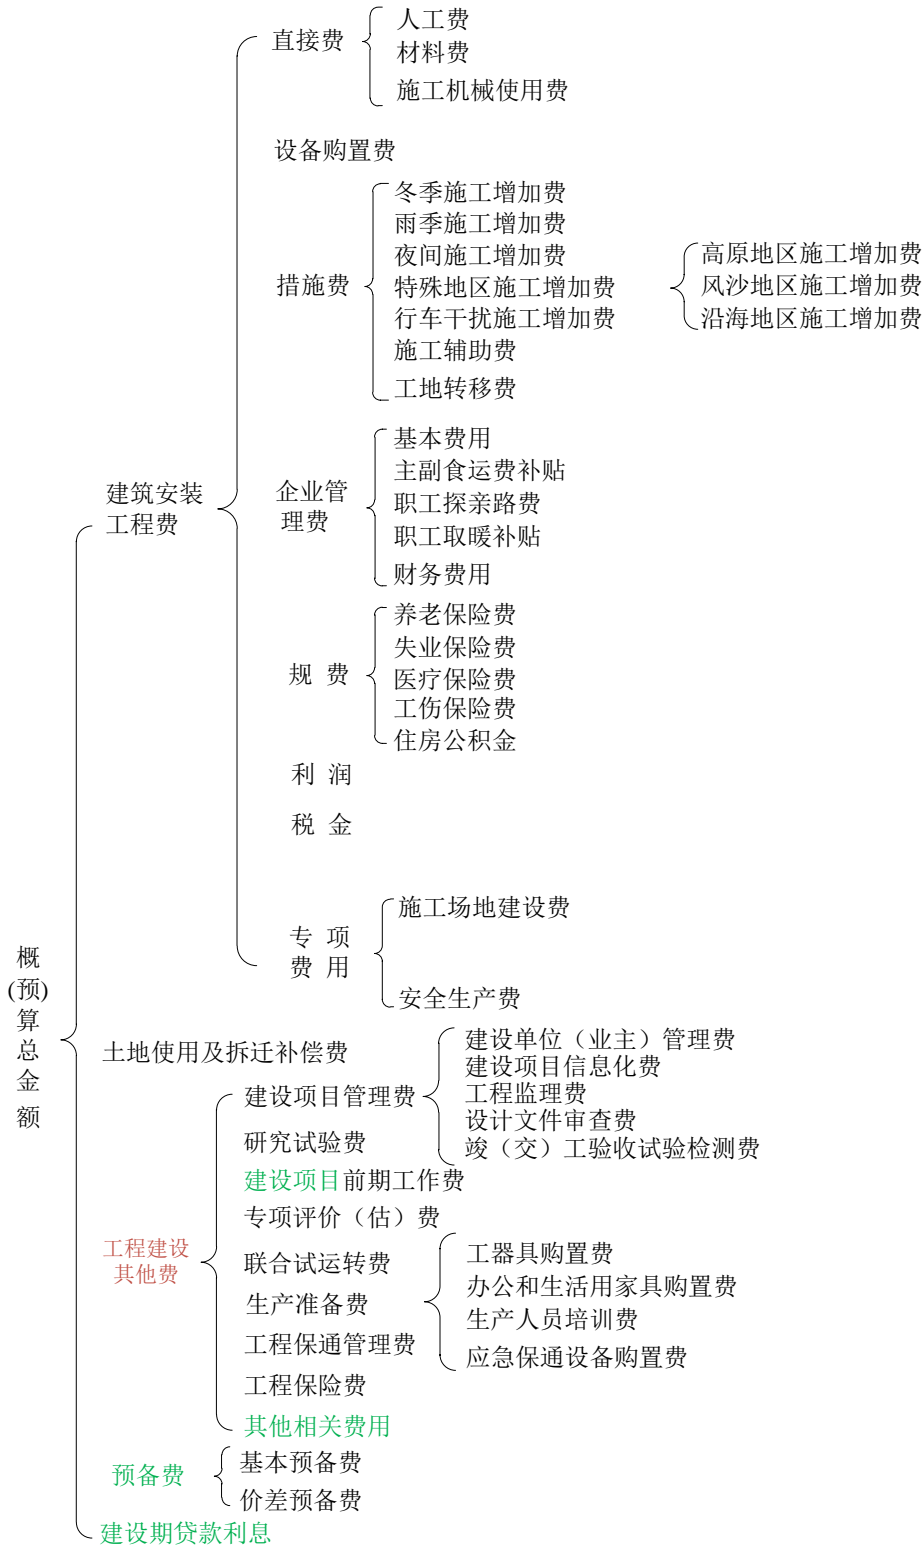 概
(预)
算
总
金
额
建筑安装
工程费
直接费
人工费
材料费
施工机械使用费
设备购置费
措施费
冬季施工增加费
雨季施工增加费
夜间施工增加费
特殊地区施工增加费
高原地区施工增加费
风沙地区施工增加费
沿海地区施工增加费
行车干扰施工增加费
施工辅助费
工地转移费
企业管
理费
基本费用
主副食运费补贴
职工探亲路费
职工取暖补贴
财务费用
规 费
养老保险费
失业保险费
医疗保险费
工伤保险费
住房公积金
利 润
税 金
专 项
费 用
施工场地建设费
安全生产费
土地使用及拆迁补偿费
工程建设
其他费
建设项目管理费
建设单位（业主）管理费
建设项目信息化费
工程监理费
设计文件审查费
竣（交）工验收试验检测费
研究试验费
建设项目前期工作费
专项评价（估）费
联合试运转费
生产准备费
工器具购置费
办公和生活用家具购置费
生产人员培训费
应急保通设备购置费
工程保通管理费
工程保险费
其他相关费用
预备费
基本预备费
价差预备费
建设期贷款利息